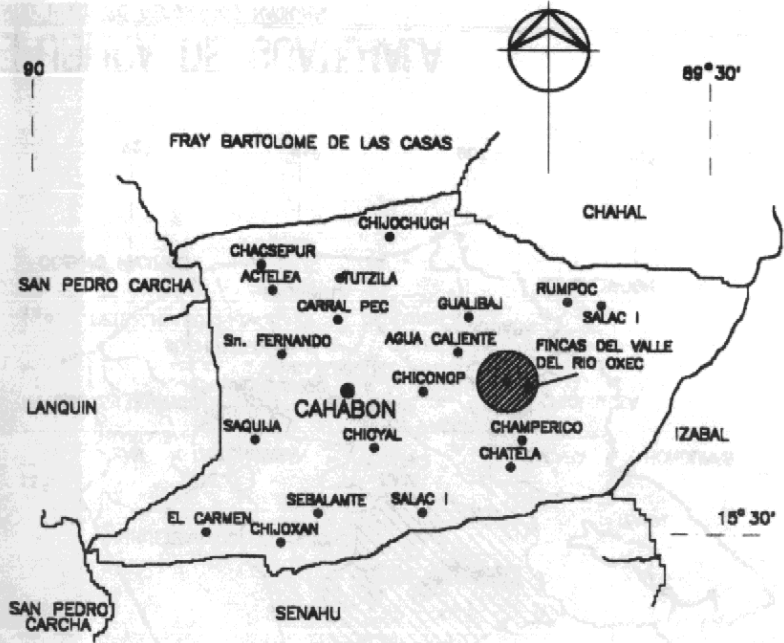 90
89° 30'
FRAY BARTOLOME DE LAS CASAS
CHAHAL
CHIJOCHUCH
CHACSEPUR
ACTELEA
TUTZILA
SAN PEDRO CARCHA
RUMPOC
CARRAL PEC
GUALIBAJ
SALAC I
Sn. FERNANDO
AGUA CALIENTE
FINCAS DEL VALLE
DEL RIO OXEC
CHICONOP
LANQUIN
CAHABON
SAQUIJA
CHIOYAL
CHAMPERICO
IZABAL
CHATELA
SEBALAMTE
SALAC I
EL CARMEN
CHIJOXAN
15° 30'
SAN PEDRO
CARCHA
SENAHU